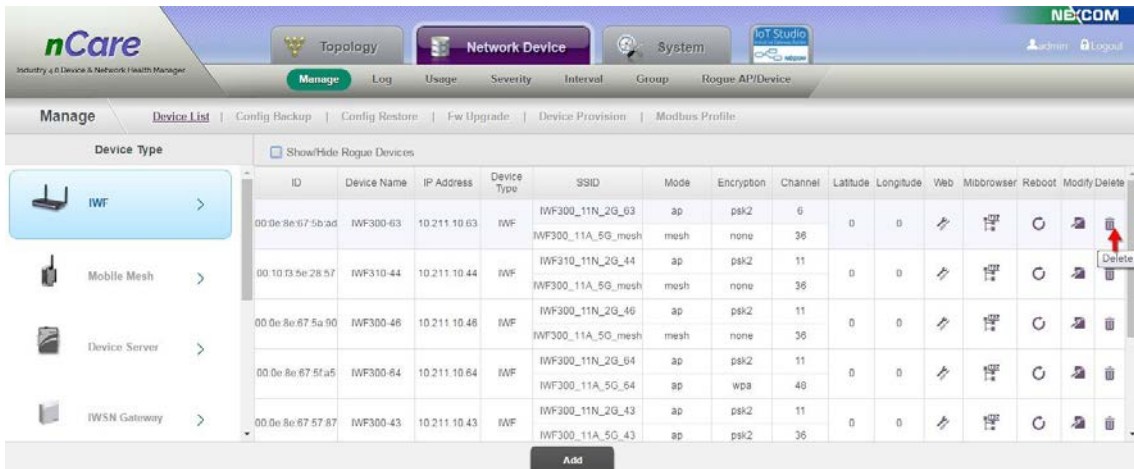 NEXCOM
nCare
Industry 4.0 Device & Network Health Manager
Topology
Network Device
System
IoT Studio
admin
Logout
Manage
Log
Usage
Severity
Interval
Group
Rogue AP/Device
Manage
Device List | Config Backup | Config Restore | Fw Upgrade | Device Provision | Modbus Profile
Device Type
Show/Hide Rogue Devices
IWF
Mobile Mesh
Device Server
IWSN Gateway
ID Device Name IP Address Device Type SSID Mode Encryption Channel Latitude Longitude Web Mibbrowser Reboot Modify Delete
00:0e:8e:67:5b:ad IWF300-63 10.211.10.63 IWF IWF300_11N_2G_63 ap psk2 6 0 0
IWF300_11A_5G_mesh mesh none 36
Delete
00:10:f3:5e:28:57 IWF310-44 10.211.10.44 IWF IWF310_11N_2G_44 ap psk2 11 0 0
IWF300_11A_5G_mesh mesh none 36
00:0e:8e:67:5a:90 IWF300-46 10.211.10.46 IWF IWF300_11N_2G_46 ap psk2 11 0 0
IWF300_11A_5G_mesh mesh none 36
00:0e:8e:67:5f:a5 IWF300-64 10.211.10.64 IWF IWF300_11N_2G_64 ap psk2 11 0 0
IWF300_11A_5G_64 ap wpa 48
00:0e:8e:67:57:87 IWF300-43 10.211.10.43 IWF IWF300_11N_2G_43 ap psk2 11 0 0
IWF300_11A_5G_43 ap psk2 36
Add